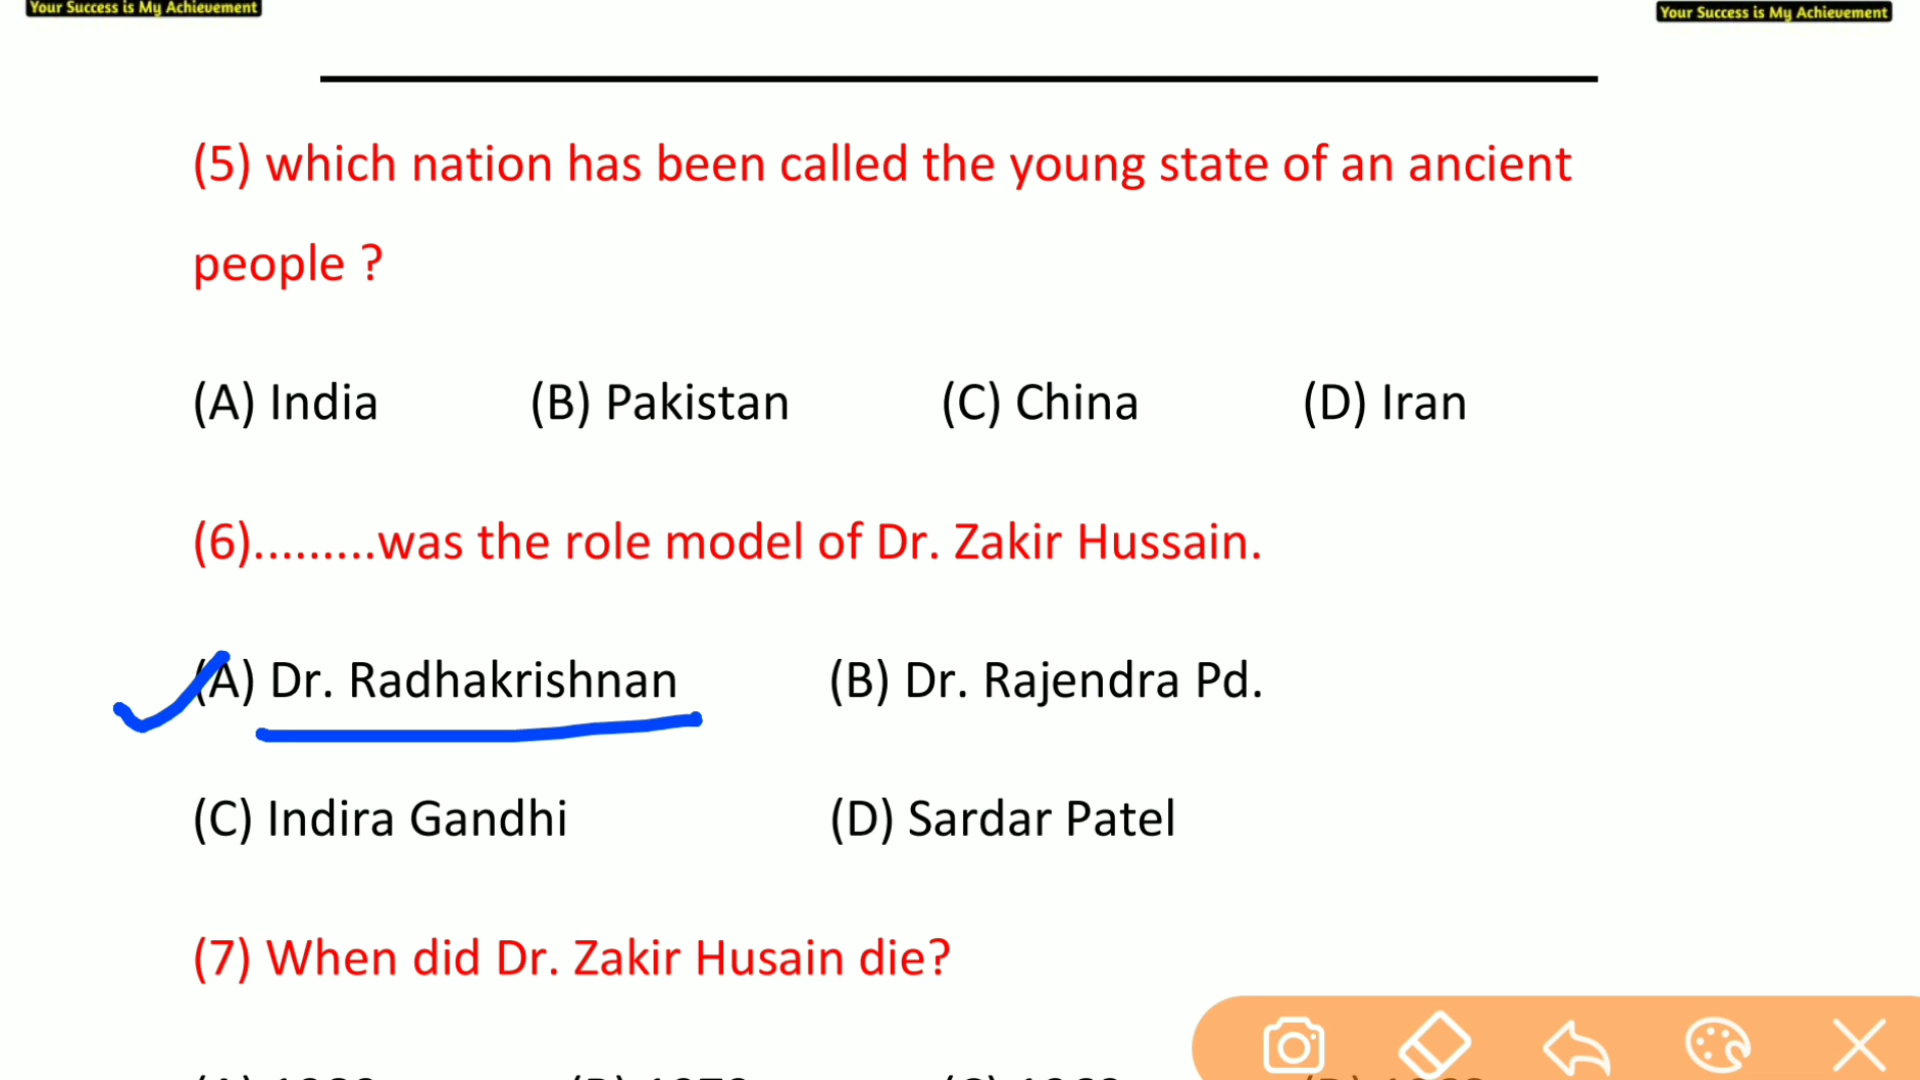 Your Success is My Achievement
Your Success is My Achievement
(5) which nation has been called the young state of an ancient
people ?
(A) India (B) Pakistan (C) China (D) Iran
(6).........was the role model of Dr. Zakir Hussain.
(A) Dr. Radhakrishnan (B) Dr. Rajendra Pd.
(C) Indira Gandhi (D) Sardar Patel
(7) When did Dr. Zakir Husain die?